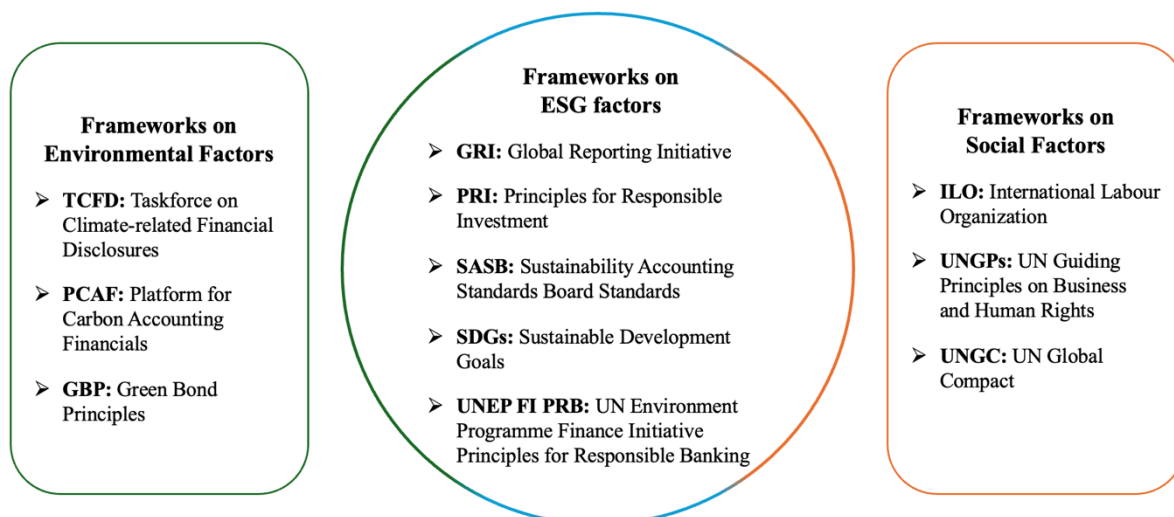 Frameworks on
Environmental Factors
➢ TCFD: Taskforce on
Climate-related Financial
Disclosures
➢ PCAF: Platform for
Carbon Accounting
Financials
➢ GBP: Green Bond
Principles
Frameworks on
ESG factors
➢ GRI: Global Reporting Initiative
➢ PRI: Principles for Responsible
Investment
➢ SASB: Sustainability Accounting
Standards Board Standards
➢ SDGs: Sustainable Development
Goals
➢ UNEP FI PRB: UN Environment
Programme Finance Initiative
Principles for Responsible Banking
Frameworks on
Social Factors
➢ ILO: International Labour
Organization
➢ UNGPs: UN Guiding
Principles on Business
and Human Rights
➢ UNGC: UN Global
Compact